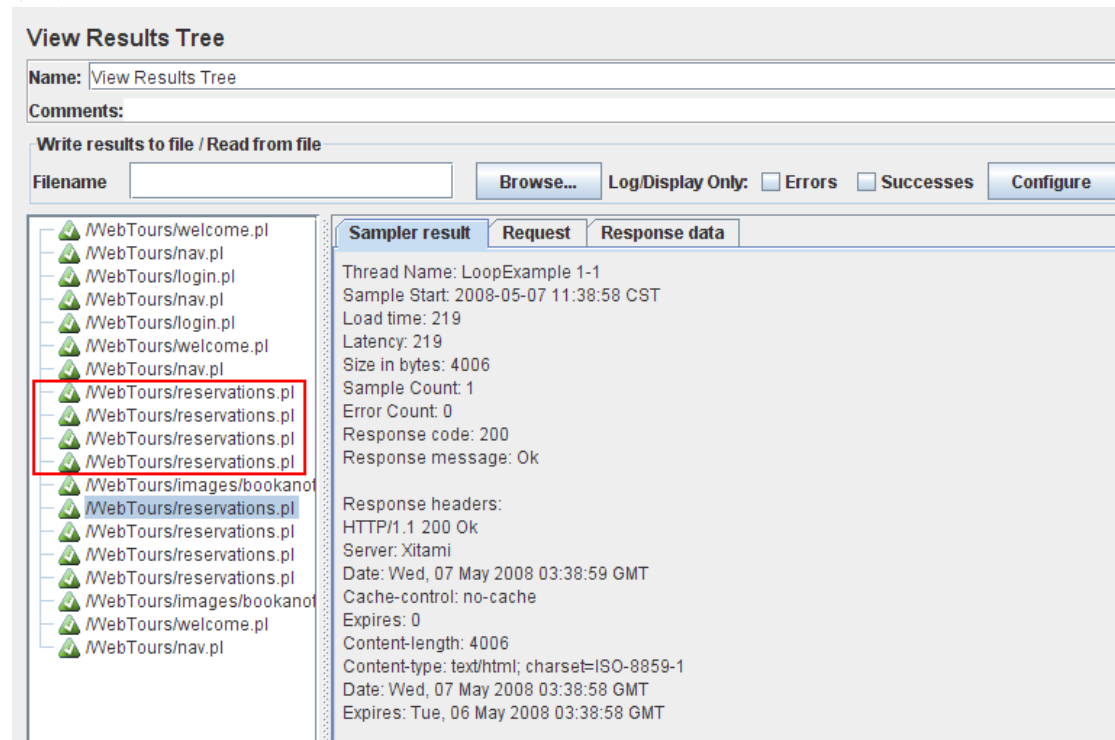 View Results Tree
Name: View Results Tree
Comments:
Write results to file / Read from file
Filename Browse... Log/Display Only: Errors Successes Configure
/WebTours/welcome.pl
/WebTours/nav.pl
/WebTours/login.pl
/WebTours/nav.pl
/WebTours/login.pl
/WebTours/welcome.pl
/WebTours/nav.pl
/WebTours/reservations.pl
/WebTours/reservations.pl
/WebTours/reservations.pl
/WebTours/reservations.pl
/WebTours/images/bookanot
/WebTours/reservations.pl
/WebTours/reservations.pl
/WebTours/reservations.pl
/WebTours/reservations.pl
/WebTours/images/bookanot
/WebTours/welcome.pl
/WebTours/nav.pl
Sampler result Request Response data
Thread Name: LoopExample 1-1
Sample Start: 2008-05-07 11:38:58 CST
Load time: 219
Latency: 219
Size in bytes: 4006
Sample Count: 1
Error Count: 0
Response code: 200
Response message: Ok
Response headers:
HTTP/1.1 200 Ok
Server: Xitami
Date: Wed, 07 May 2008 03:38:59 GMT
Cache-control: no-cache
Expires: 0
Content-length: 4006
Content-type: text/html; charset=ISO-8859-1
Date: Wed, 07 May 2008 03:38:58 GMT
Expires: Tue, 06 May 2008 03:38:58 GMT